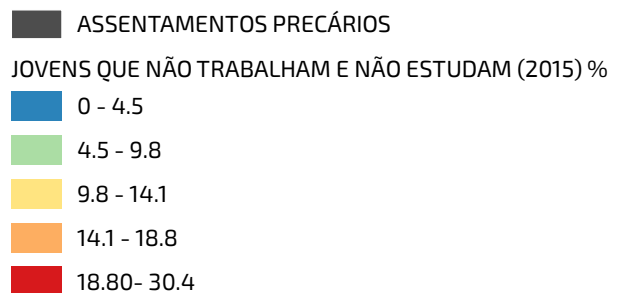 ASSENTAMENTOS PRECÁRIOS
JOVENS QUE NÃO TRABALHAM E NÃO ESTUDAM (2015) %
0 - 4.5
4.5 - 9.8
9.8 - 14.1
14.1 - 18.8
18.80- 30.4